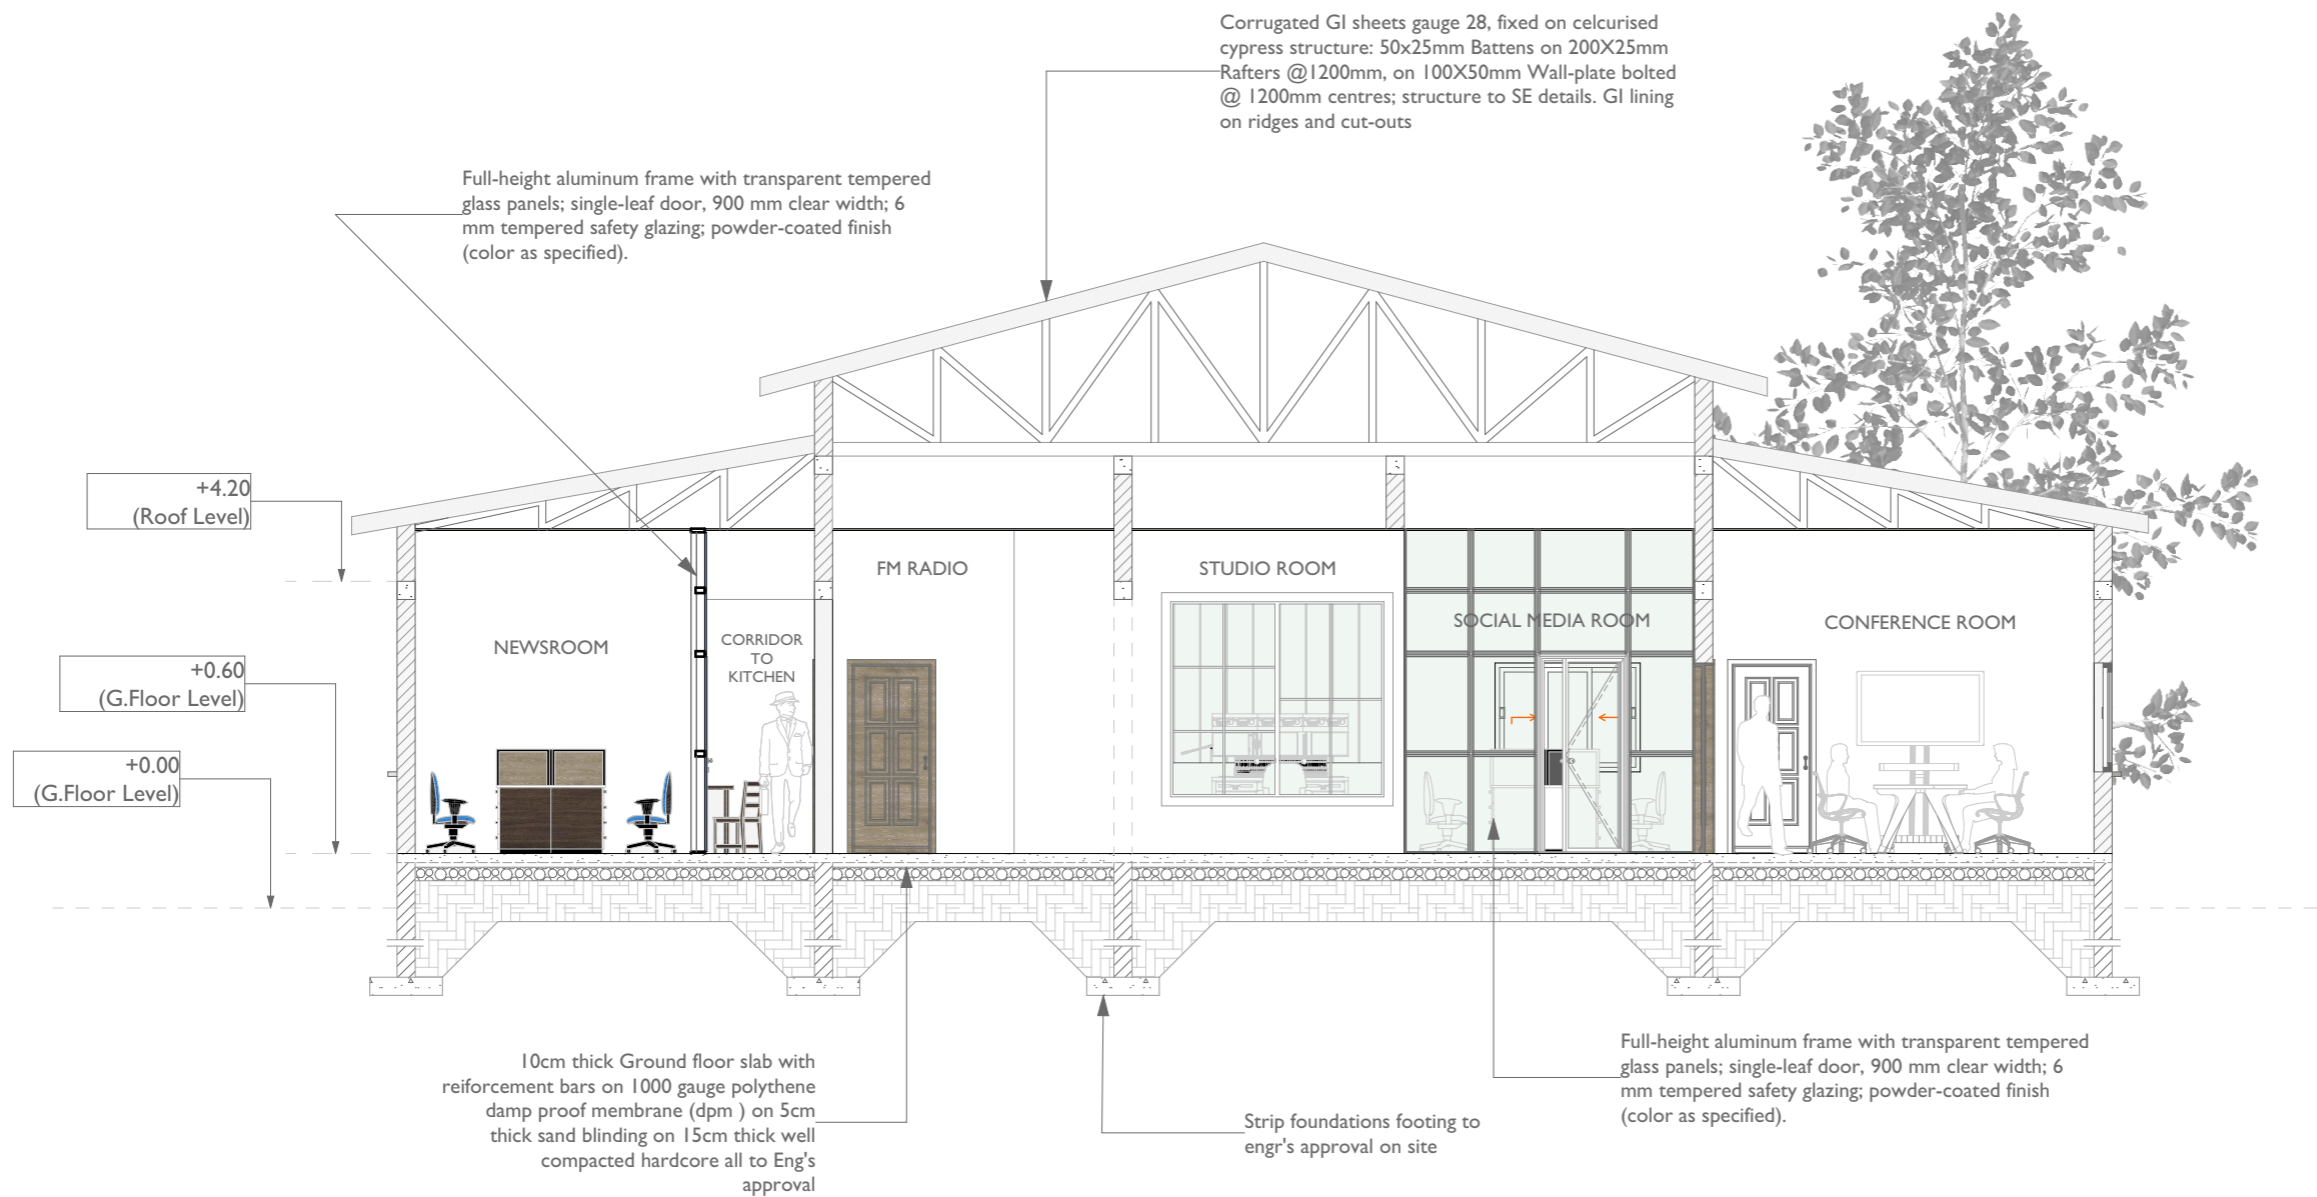 Corrugated GI sheets gauge 28, fixed on celcurised
cypress structure: 50x25mm Battens on 200X25mm
Rafters @1200mm, on 100X50mm Wall-plate bolted
@ 1200mm centres; structure to SE details. GI lining
on ridges and cut-outs
Full-height aluminum frame with transparent tempered
glass panels; single-leaf door, 900 mm clear width; 6
mm tempered safety glazing; powder-coated finish
(color as specified).
+4.20
(Roof Level)
+0.60
(G.Floor Level)
+0.00
(G.Floor Level)
NEWSROOM
CORRIDOR
TO
KITCHEN
FM RADIO
STUDIO ROOM
SOCIAL MEDIA ROOM
CONFERENCE ROOM
10cm thick Ground floor slab with
reiforcement bars on 1000 gauge polythene
damp proof membrane (dpm ) on 5cm
thick sand blinding on 15cm thick well
compacted hardcore all to Eng's
approval
Strip foundations footing to
engr's approval on site
Full-height aluminum frame with transparent tempered
glass panels; single-leaf door, 900 mm clear width; 6
mm tempered safety glazing; powder-coated finish
(color as specified).